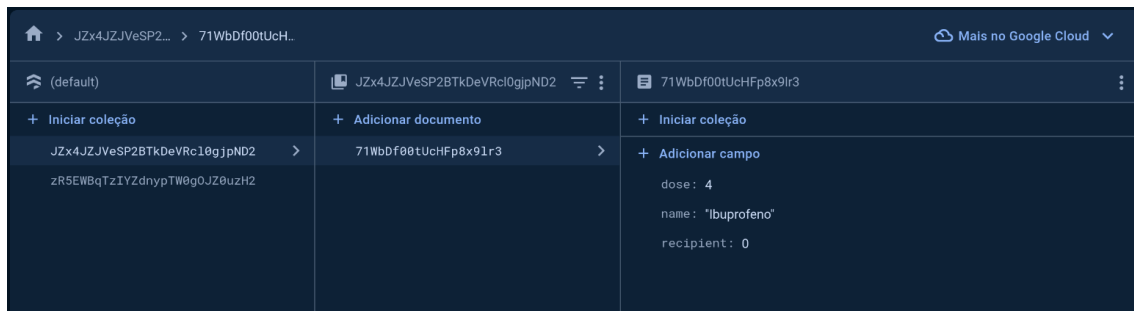 JZx4JZJVeSP2... > 71WbDf00tUcH..
Mais no Google Cloud
(default)
JZx4JZJVeSP2BTkDeVRcl0gjpND2
71WbDf00tUcHFp8x9lr3
+ Iniciar coleção
+ Adicionar documento
+ Iniciar coleção
JZx4JZJVeSP2BTkDeVRcl0gjpND2
71WbDf00tUcHFp8x9lr3
+ Adicionar campo
zR5EWBqTzIYZdnypTW0gOJZ0uzH2
dose: 4
name: "Ibuprofeno"
recipient: 0